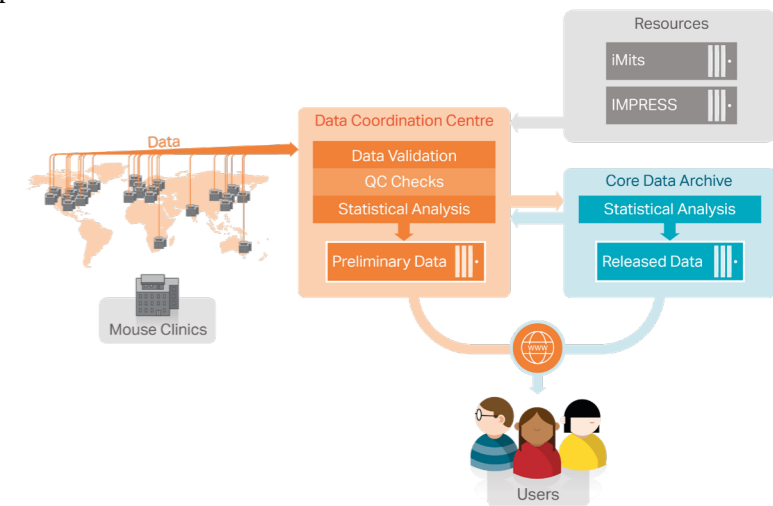 Resources
iMits
IMPRESS
Data
Data Coordination Centre
Data Validation
QC Checks
Statistical Analysis
Preliminary Data
Core Data Archive
Statistical Analysis
Released Data
Mouse Clinics
www
Users